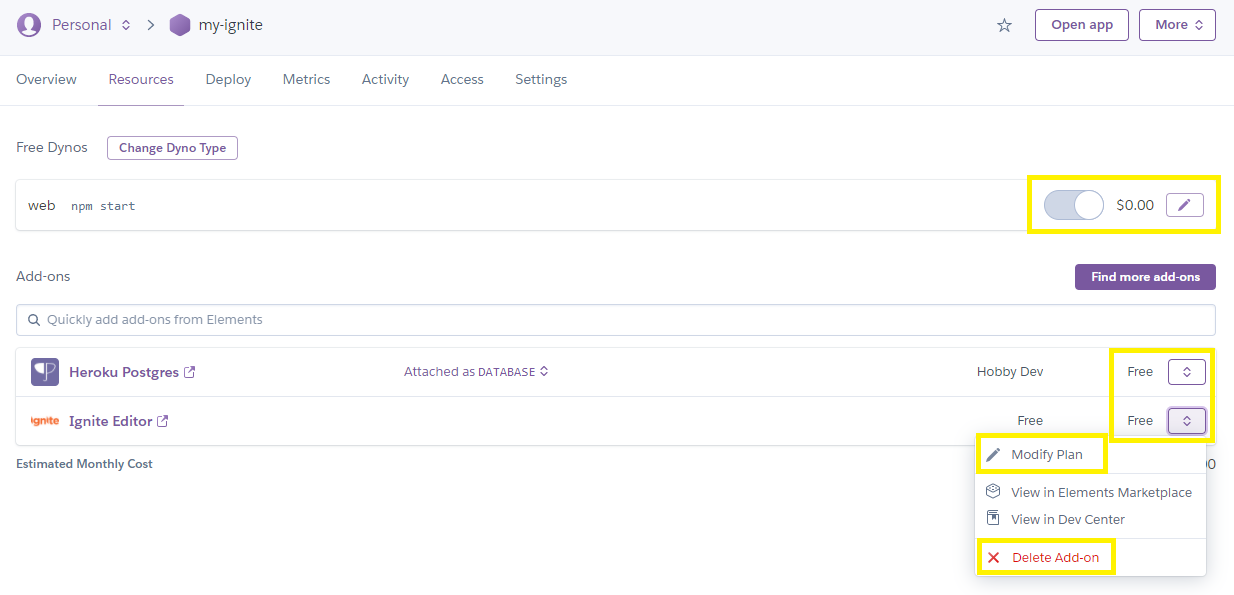 Personal my-ignite Open app More
Overview Resources Deploy Metrics Activity Access Settings
Free Dynos Change Dyno Type
web npm start $0.00
Add-ons Find more add-ons
Quickly add add-ons from Elements
Heroku Postgres Attached as DATABASE Hobby Dev Free
ignite Ignite Editor Free Free
Estimated Monthly Cost
Modify Plan
View in Elements Marketplace
View in Dev Center
Delete Add-on